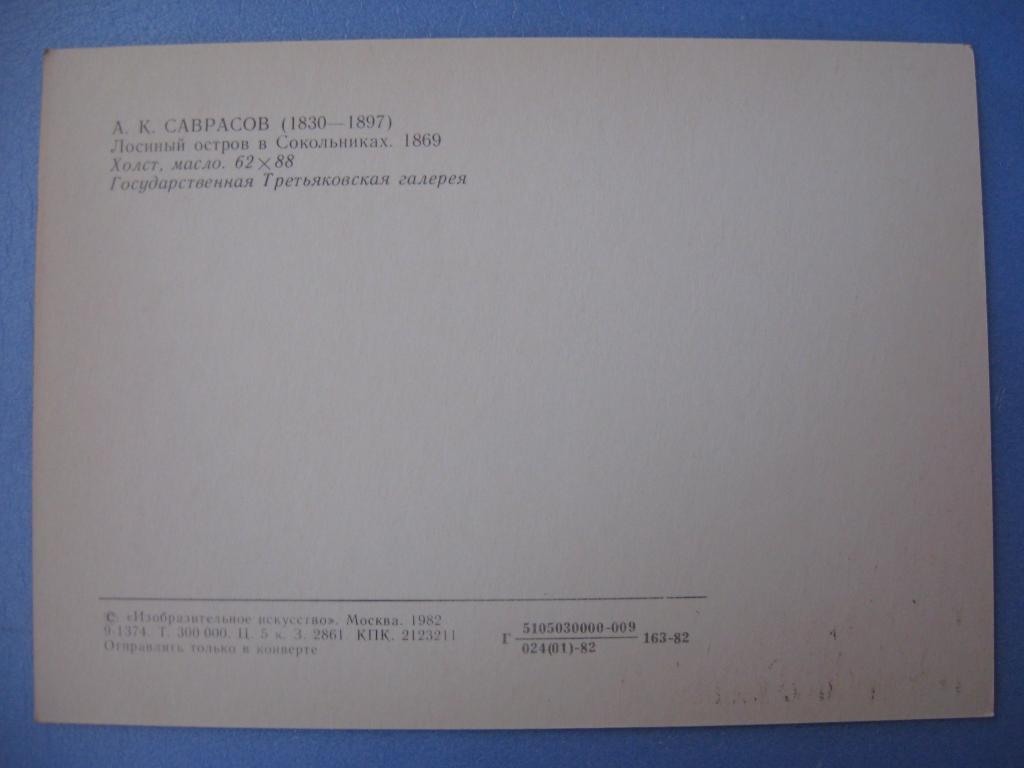 А. К. САВРАСОВ (1830—1897)
Лосиный остров в Сокольниках. 1869
Холст, масло. 62×88
Государственная Третьяковская галерея
©. «Изобразительное искусство». Москва. 1982
9-1374. Т. 300 000. Ц. 5 к. З. 2861 КПК. 2123211
Отправлять только в конверте
Г 5105030000-009 163-82
024(01)-82